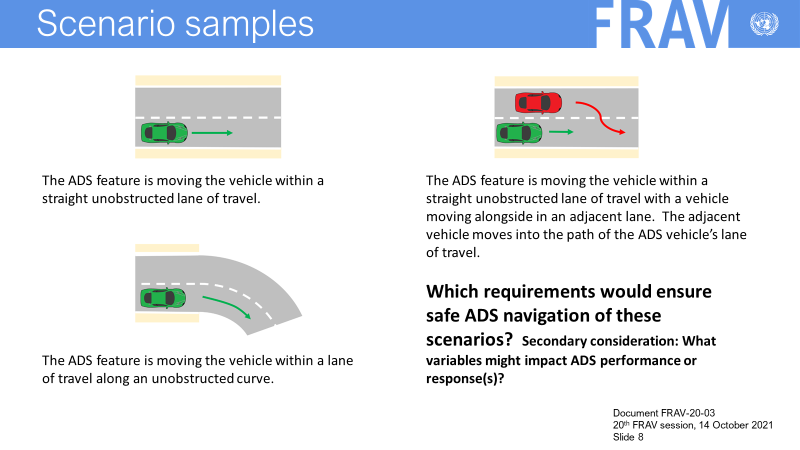 Scenario samples
FRAV
The ADS feature is moving the vehicle within a
straight unobstructed lane of travel.
The ADS feature is moving the vehicle within a lane
of travel along an unobstructed curve.
The ADS feature is moving the vehicle within a
straight unobstructed lane of travel with a vehicle
moving alongside in an adjacent lane. The adjacent
vehicle moves into the path of the ADS vehicle's lane
of travel.
Which requirements would ensure
safe ADS navigation of these
scenarios? Secondary consideration: What
variables might impact ADS performance or
response(s)?
Document FRAV-20-03
20th FRAV session, 14 October 2021
Slide 8